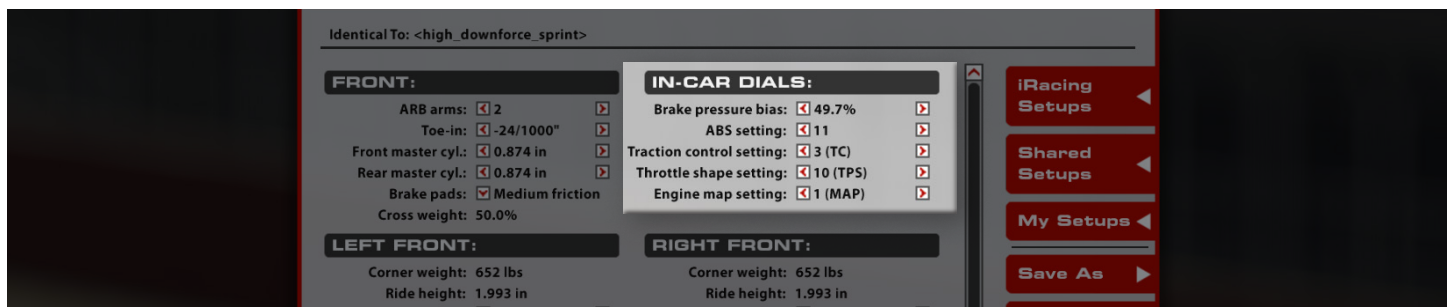 Identical To: <high_downforce_sprint>
FRONT:
ARB arms: 2
Toe-in: -24/1000"
Front master cyl.: 0.874 in
Rear master cyl.: 0.874 in
Brake pads: Medium friction
Cross weight: 50.0%
IN-CAR DIALS:
Brake pressure bias: 49.7%
ABS setting: 11
Traction control setting: 3 (TC)
Throttle shape setting: 10 (TPS)
Engine map setting: 1 (MAP)
LEFT FRONT:
Corner weight: 652 lbs
Ride height: 1.993 in
RIGHT FRONT:
Corner weight: 652 lbs
Ride height: 1.993 in
iRacing
Setups
Shared
Setups
My Setups
Save As